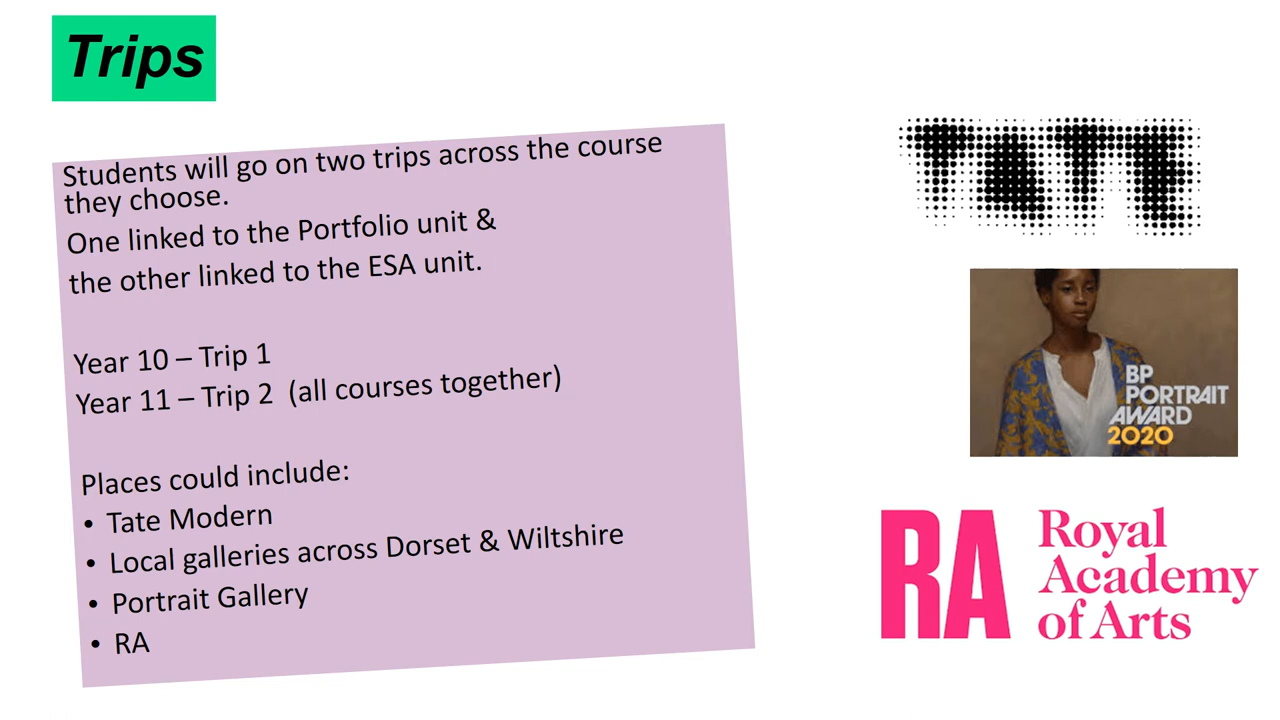 Trips
Students will go on two trips across the course
they choose.
One linked to the Portfolio unit &
the other linked to the ESA unit.
Year 10 – Trip 1
Year 11 – Trip 2  (all courses together)
Places could include:
• Tate Modern
• Local galleries across Dorset & Wiltshire
• Portrait Gallery
• RA
TATE
BP
PORTRAIT
AWARD
2020
RA
Royal
Academy
of Arts